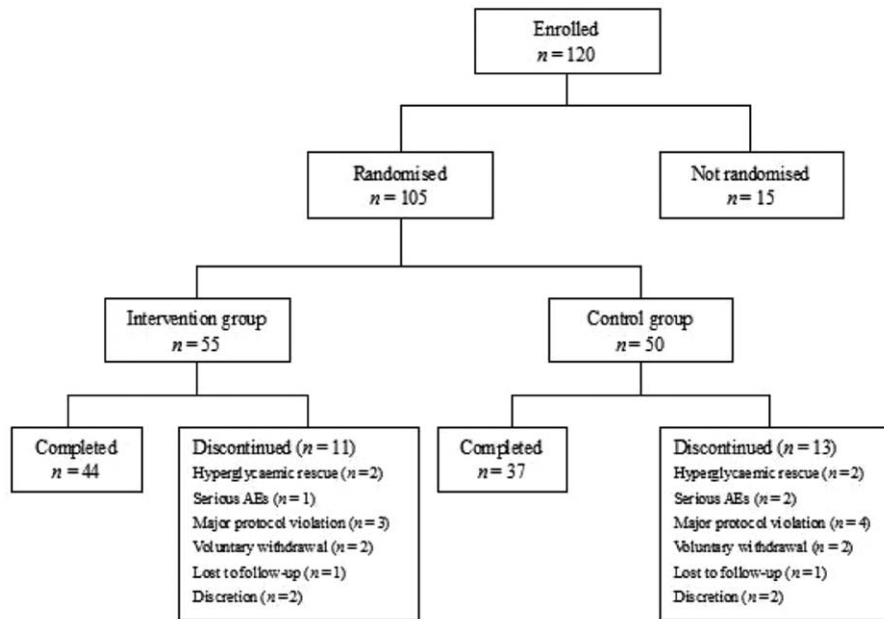 Enrolled
n = 120
Randomised
n = 105
Not randomised
n = 15
Intervention group
n = 55
Control group
n = 50
Completed
n = 44
Discontinued (n = 11)
Hyperglycaemic rescue (n = 2)
Serious AEs (n = 1)
Major protocol violation (n = 3)
Voluntary withdrawal (n = 2)
Lost to follow-up (n = 1)
Discretion (n = 2)
Completed
n = 37
Discontinued (n = 13)
Hyperglycaemic rescue (n = 2)
Serious AEs (n = 2)
Major protocol violation (n = 4)
Voluntary withdrawal (n = 2)
Lost to follow-up (n = 1)
Discretion (n = 2)